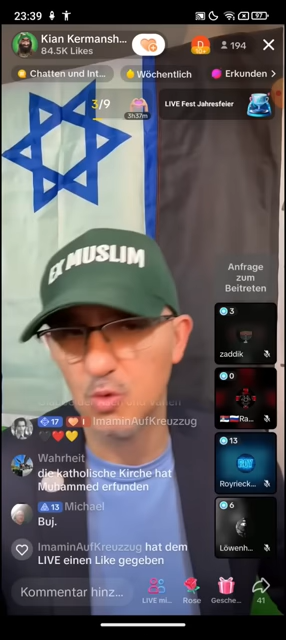 23:39
97
Kian Kermansh...
84.5K Likes
D
194
Chatten und Int...
Wöchentlich
Erkunden
3/9
3h37m
LIVE Fest Jahresfeier
EX MUSLIM
Anfrage
zum
Beitreten
3
zaddik
0
Ra...
13
Royrieck...
6
Löwenh...
17
ImaminAufKreuzzug
Wahrheit
die katholische Kirche hat
Muhammed erfunden
13 Michael
Buj.
ImaminAufKreuzzug hat dem
LIVE einen Like gegeben
Kommentar hinz...
LIVE mi...
Rose
Gesche...
41